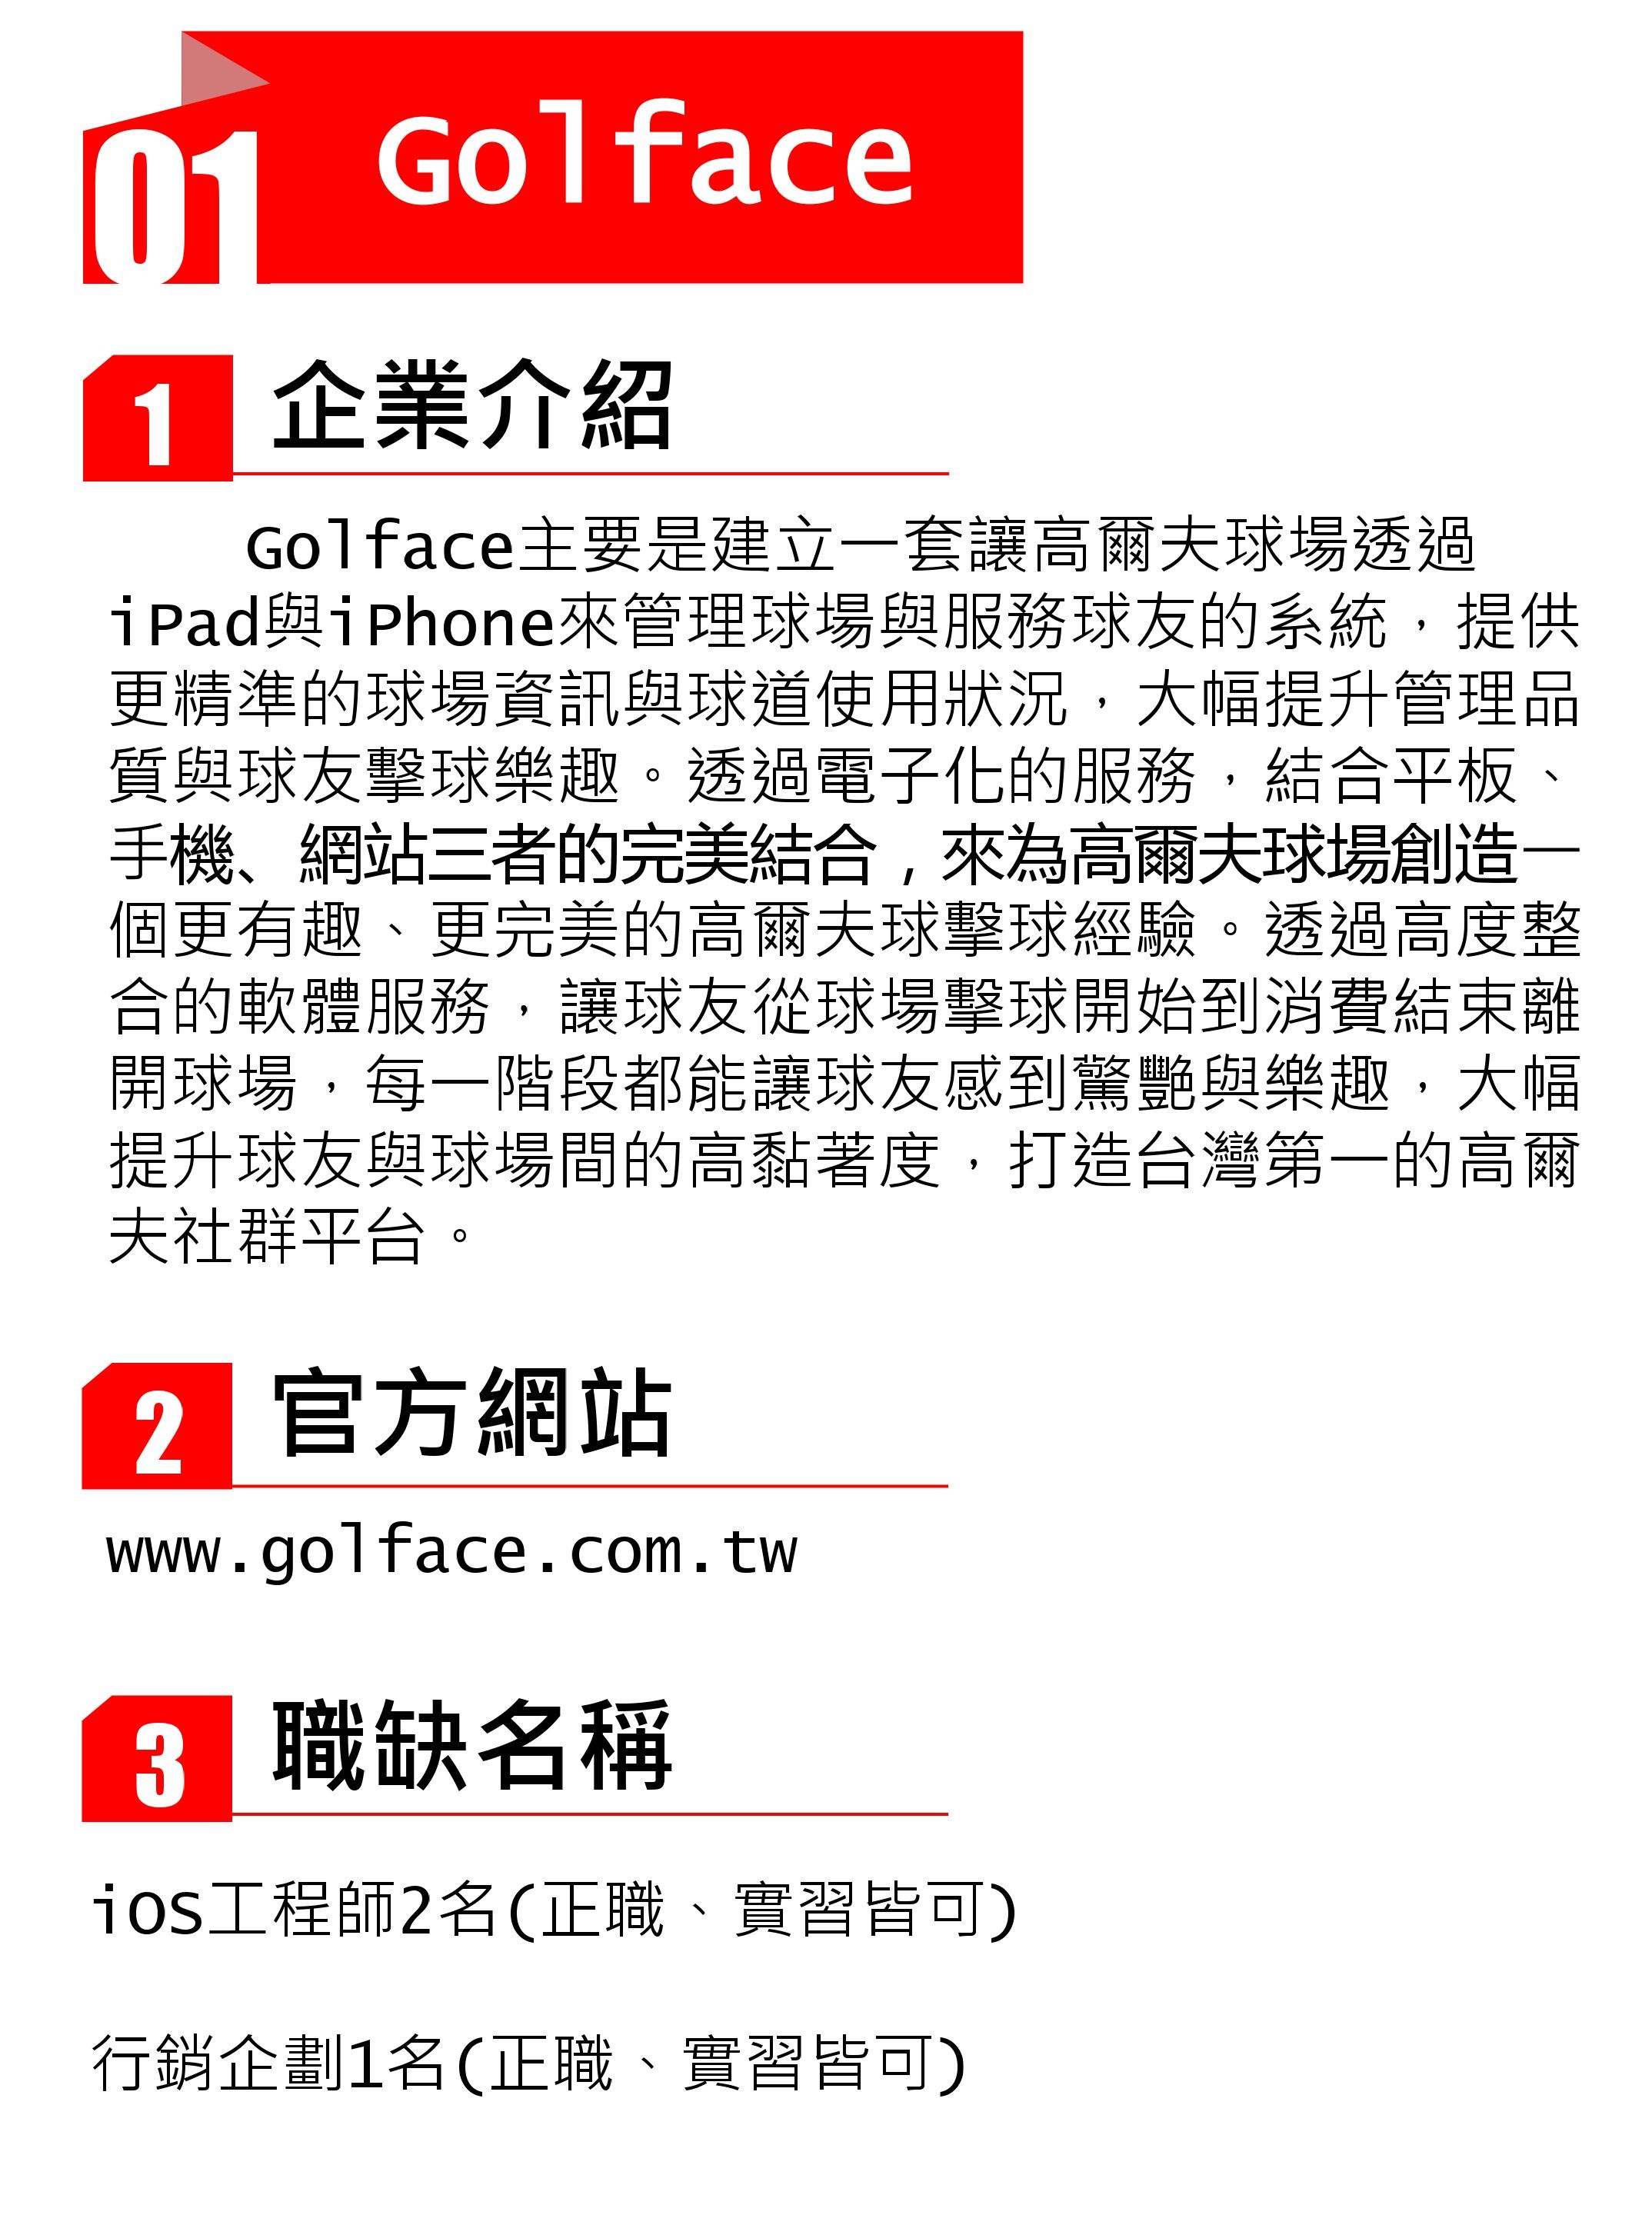 01
Golface
1 企業介紹
Golface主要是建立一套讓高爾夫球場透過
iPad與iPhone來管理球場與服務球友的系統，提供
更精準的球場資訊與球道使用狀況，大幅提升管理品
質與球友擊球樂趣。透過電子化的服務，結合平板、
手機、網站三者的完美結合，來為高爾夫球場創造一
個更有趣、更完美的高爾夫球擊球經驗。透過高度整
合的軟體服務，讓球友從球場擊球開始到消費結束離
開球場，每一階段都能讓球友感到驚艷與樂趣，大幅
提升球友與球場間的高黏著度，打造台灣第一的高爾
夫社群平台。
2 官方網站
www.golface.com.tw
3 職缺名稱
iOS工程師2名(正職、實習皆可)
行銷企劃1名(正職、實習皆可)